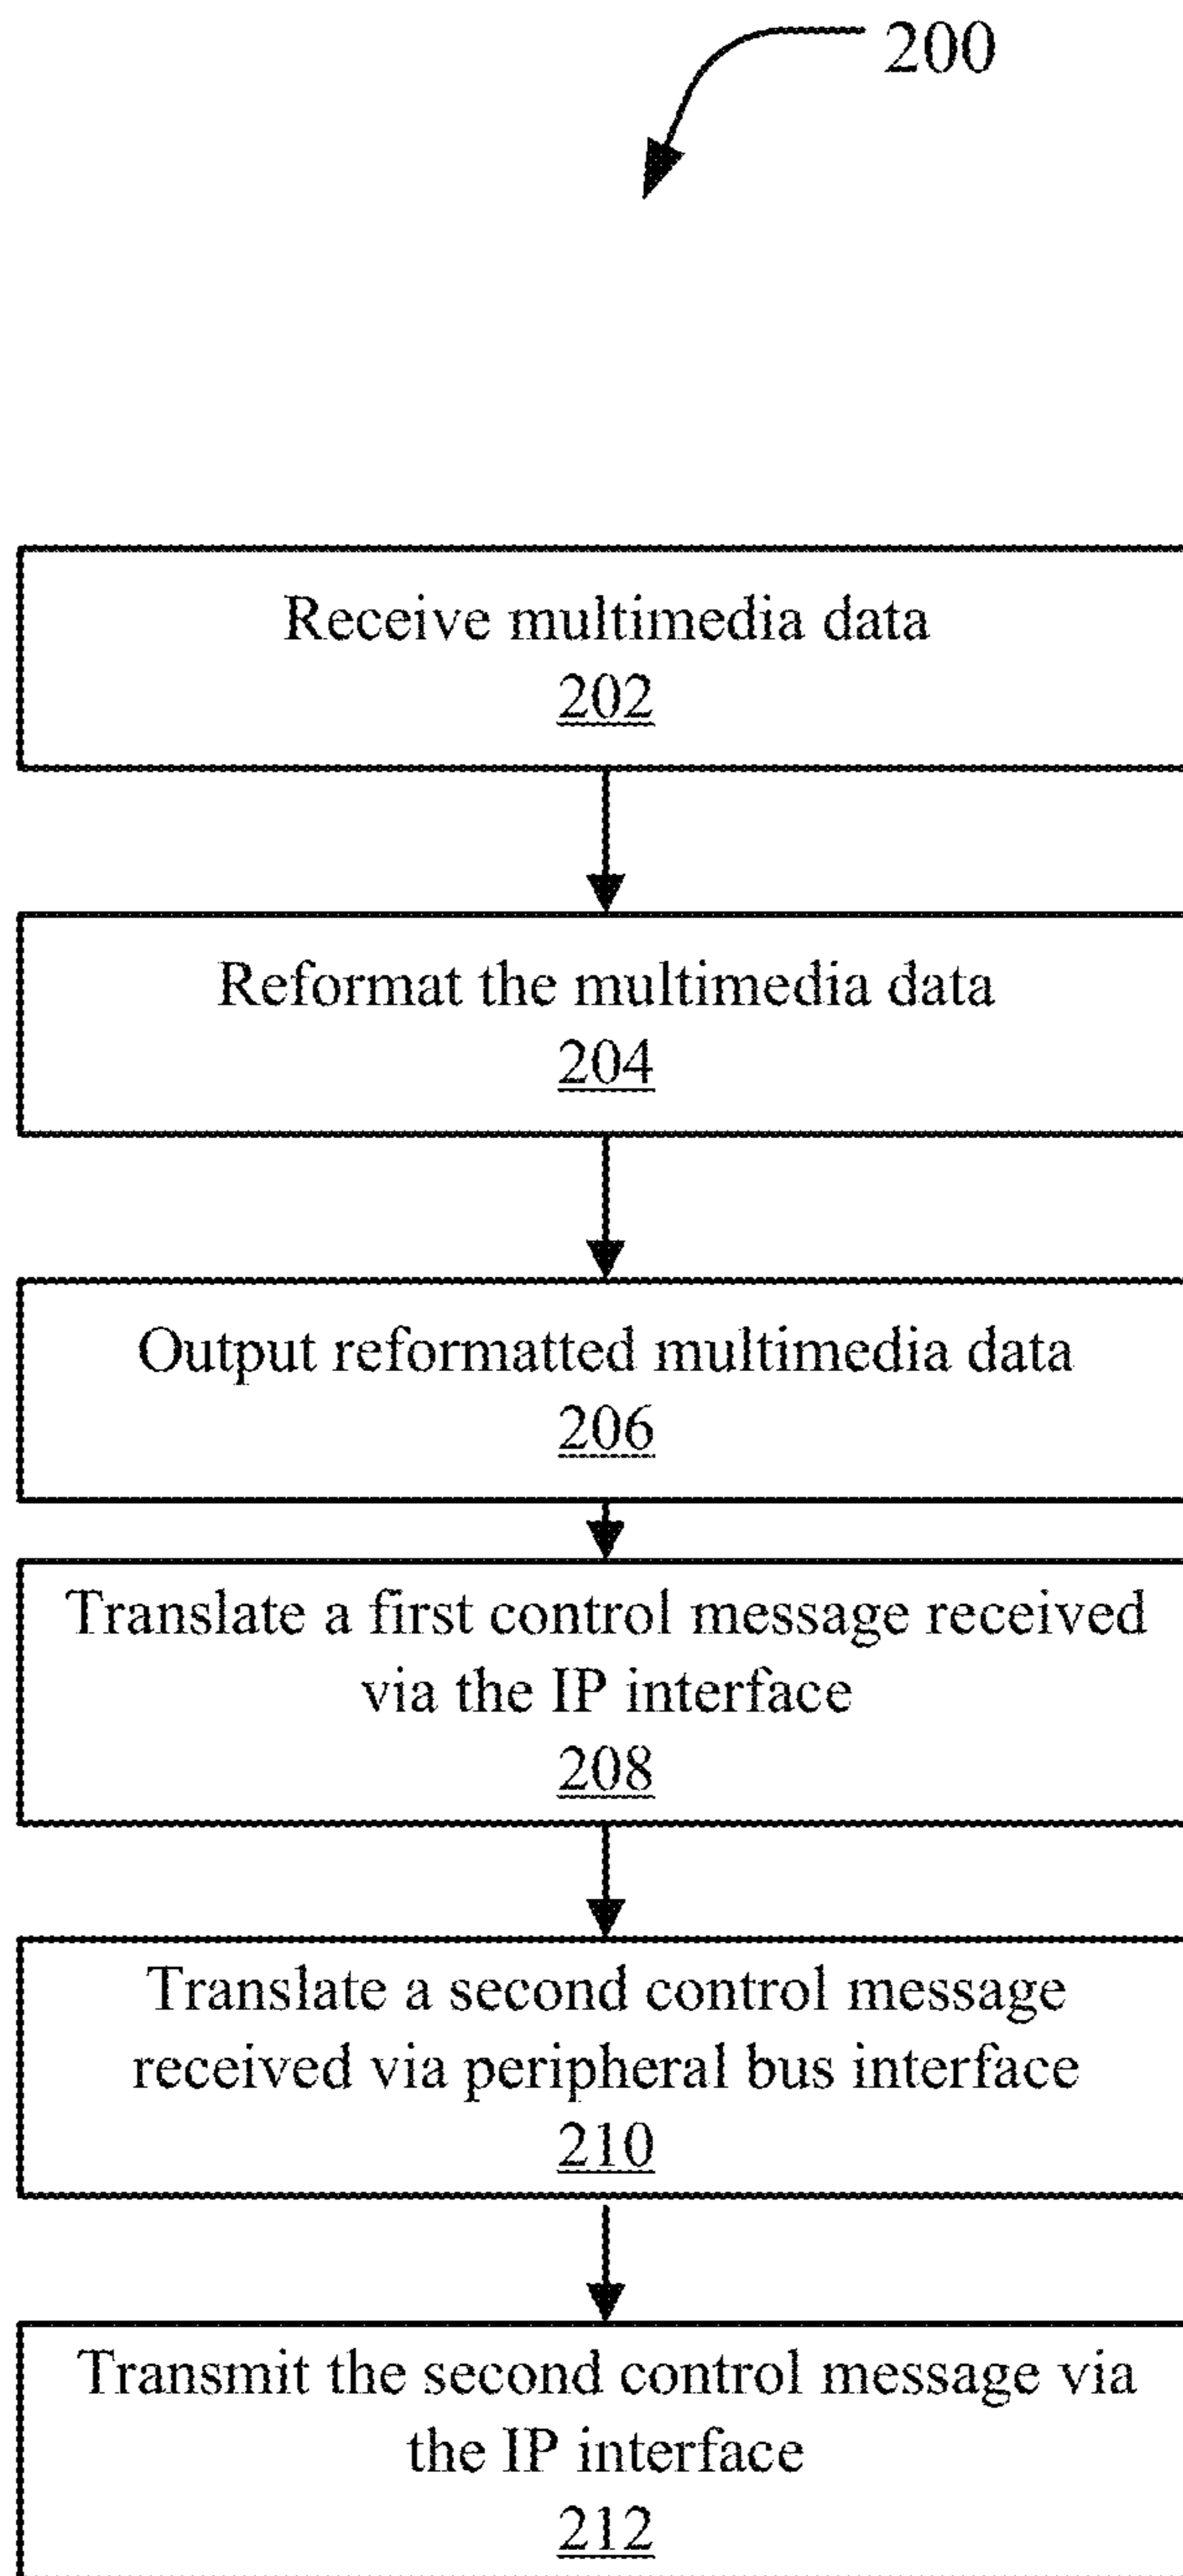 200
Receive multimedia data
202
Reformat the multimedia data
204
Output reformatted multimedia data
206
Translate a first control message received
via the IP interface
208
Translate a second control message
received via peripheral bus interface
210
Transmit the second control message via
the IP interface
212